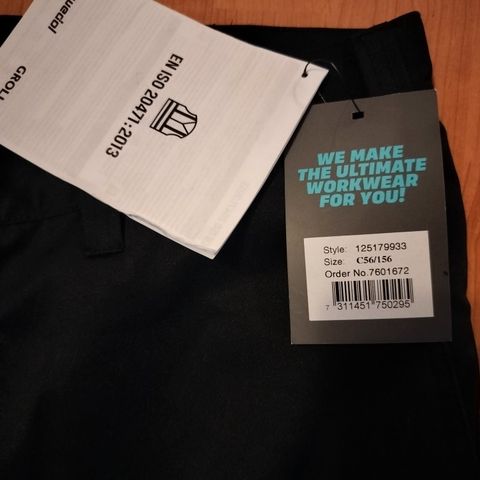 GROLL
EN ISO 20471:2013
WE MAKE
THE ULTIMATE
WORKWEAR
FOR YOU!
Style: 125179933
Size: C56/156
Order No.7601672
7 311451 750295